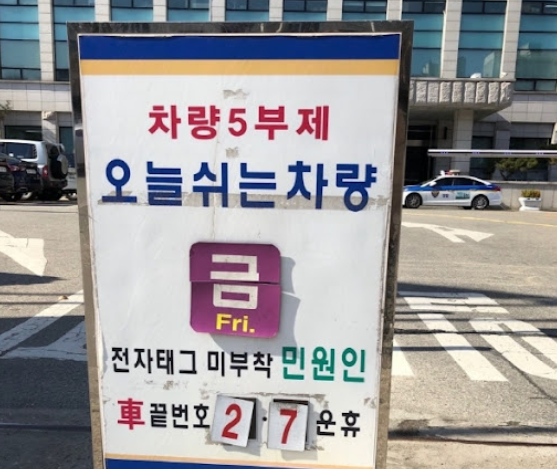 차량5부제
오늘쉬는차량
금
Fri.
전자태그 미부착 민원인
車끝번호 2·7 운휴